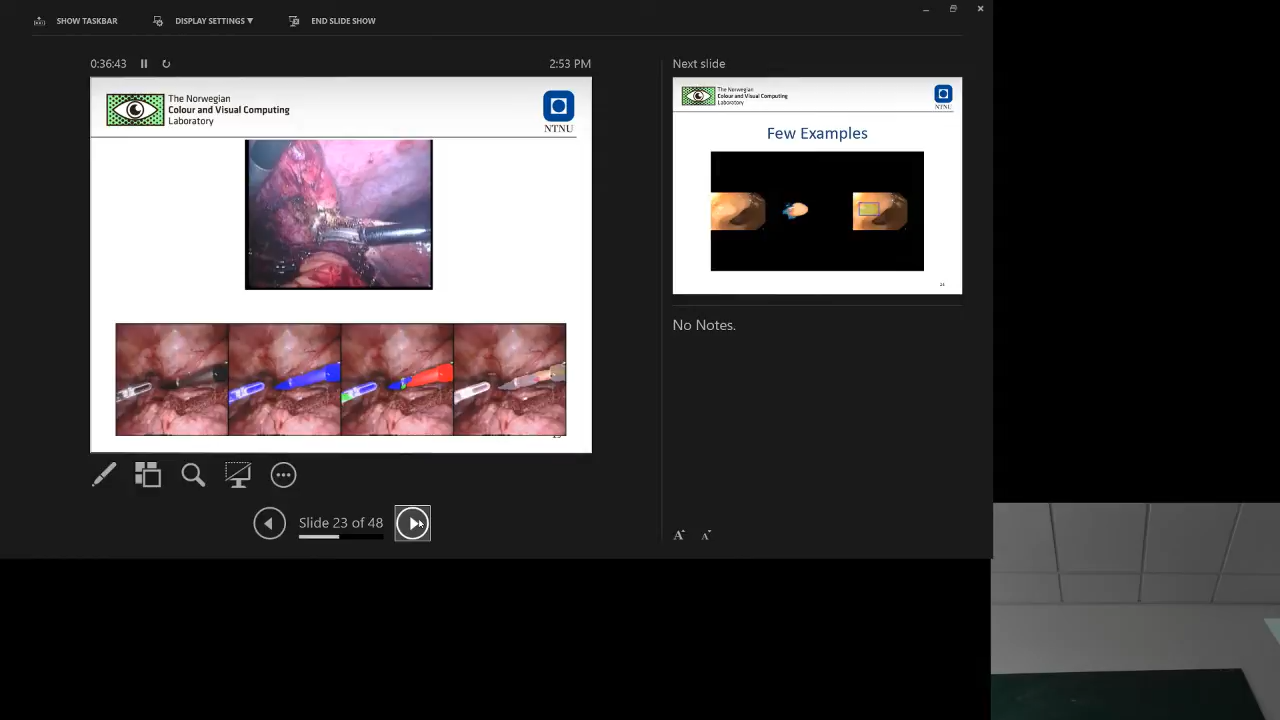 SHOW TASKBAR
DISPLAY SETTINGS ▼
END SLIDE SHOW
0:36:43
2:53 PM
The Norwegian
Colour and Visual Computing
Laboratory
NTNU
Slide 23 of 48
Next slide
The Norwegian
Colour and Visual Computing
Laboratory
NTNU
Few Examples
24
No Notes.
A A